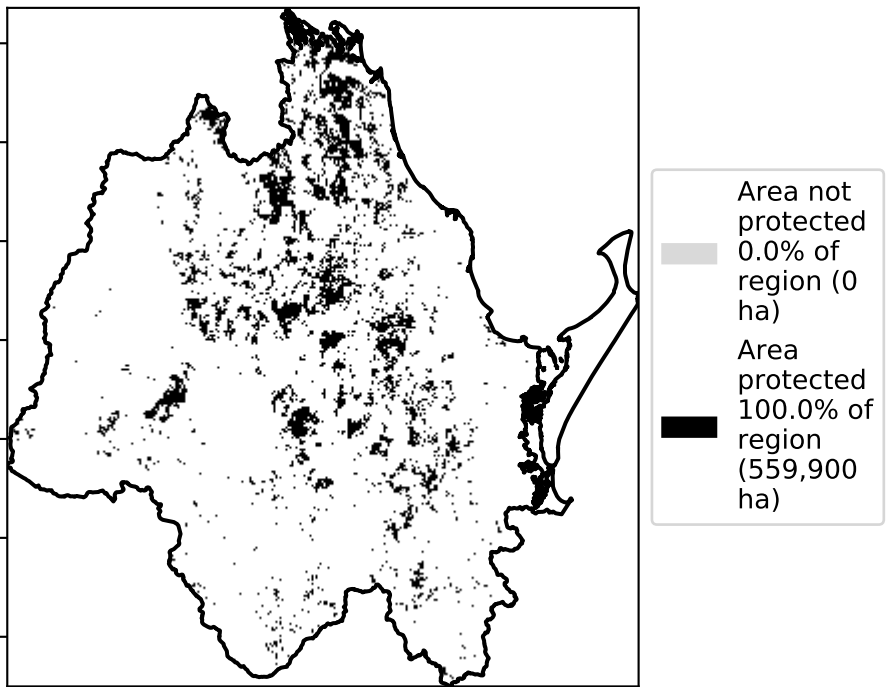 Area not
protected
0.0% of
region (0
ha)
Area
protected
100.0% of
region
(559,900
ha)